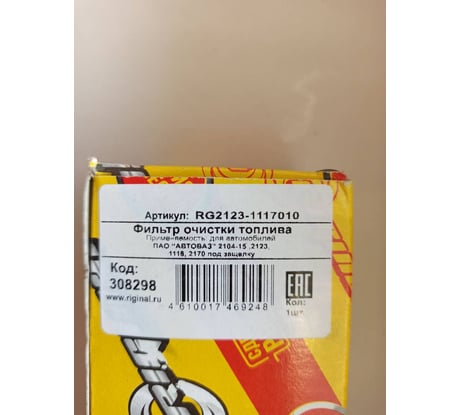 Артикул: RG2123-1117010
Фильтр очистки топлива
Применяемость: для автомобилей
ПАО "АВТОВАЗ" 2104-15, 2123,
1118, 2170 под защелку
Код:
308298
www.riginal.ru
4 610017 469248
EAC
Кол:
1шт.